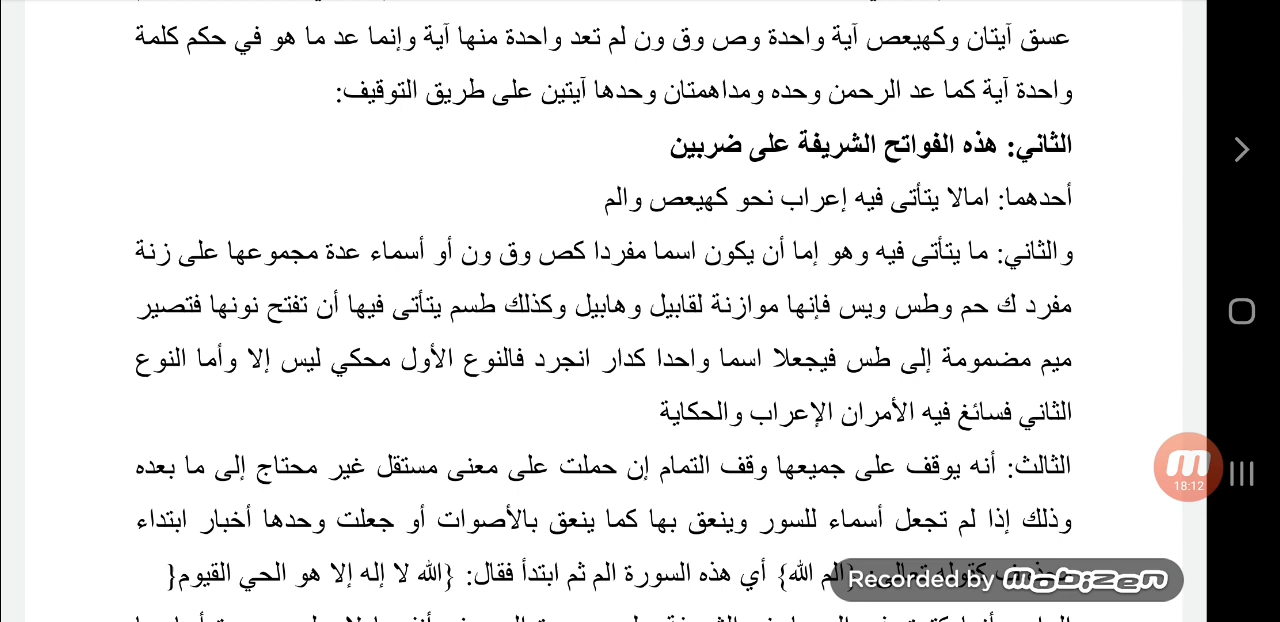 عسق آيتان وكهيعص آية واحدة وص وق ون لم تعد واحدة منها آية وإنما عد ما هو في حكم كلمة
واحدة آية كما عد الرحمن وحده ومداهمتان وحدها آيتين على طريق التوقيف:
الثاني: هذه الفواتح الشريفة على ضربين
أحدهما: امالا يتأتى فيه إعراب نحو كهيعص والم
والثاني: ما يتأتى فيه وهو إما أن يكون اسما مفردا كص وق ون أو أسماء عدة مجموعها على زنة
مفرد ك حم وطس ويس فإنها موازنة لقابيل وهابيل وكذلك طسم يتأتى فيها أن تفتح نونها فتصير
ميم مضمومة إلى طس فيجعلا اسما واحدا كدار انجرد فالنوع الأول محكي ليس إلا وأما النوع
الثاني فسائغ فيه الأمران الإعراب والحكاية
الثالث: أنه يوقف على جميعها وقف التمام إن حملت على معنى مستقل غير محتاج إلى ما بعده
وذلك إذا لم تجعل أسماء للسور وينعق بها كما ينعق بالأصوات أو جعلت وحدها أخبار ابتداء
الم الله} أي هذه السورة الم ثم ابتدأ فقال: {الله لا إله إلا هو الحي القيوم{
18:12
Recorded by mobizen